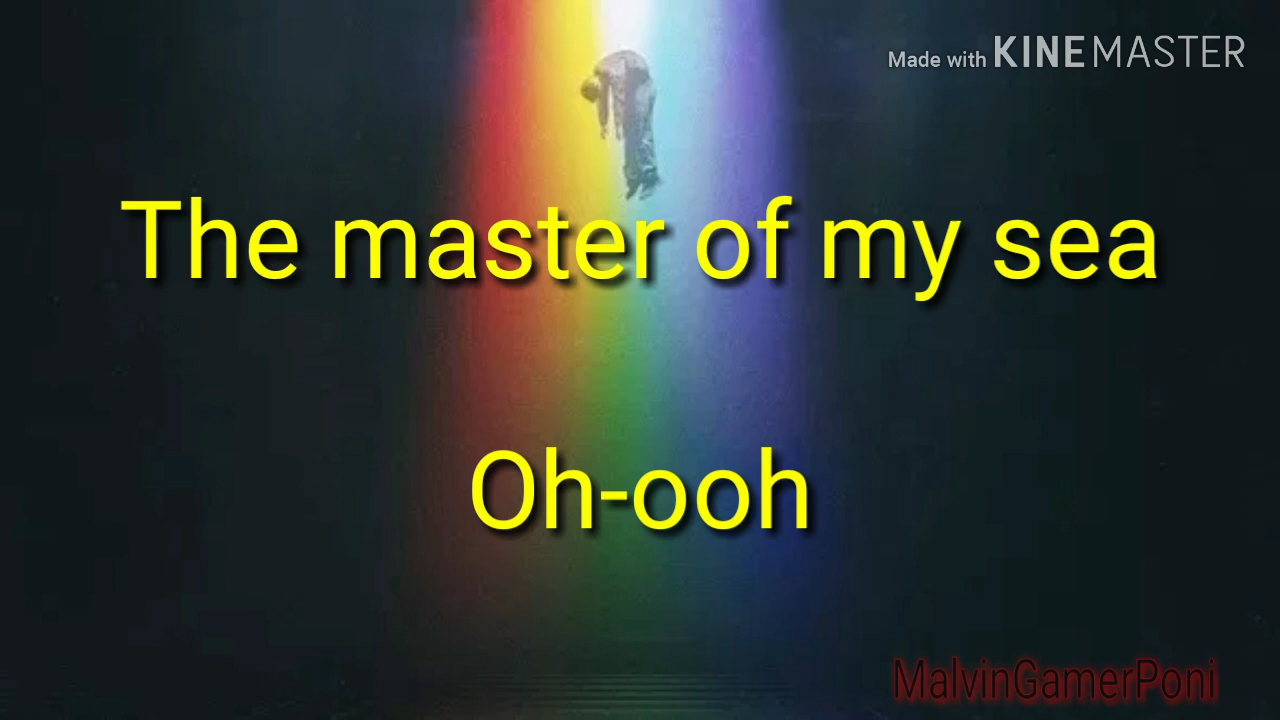 Made with KINEMASTER
The master of my sea
Oh-ooh
MalvinGamerPoni